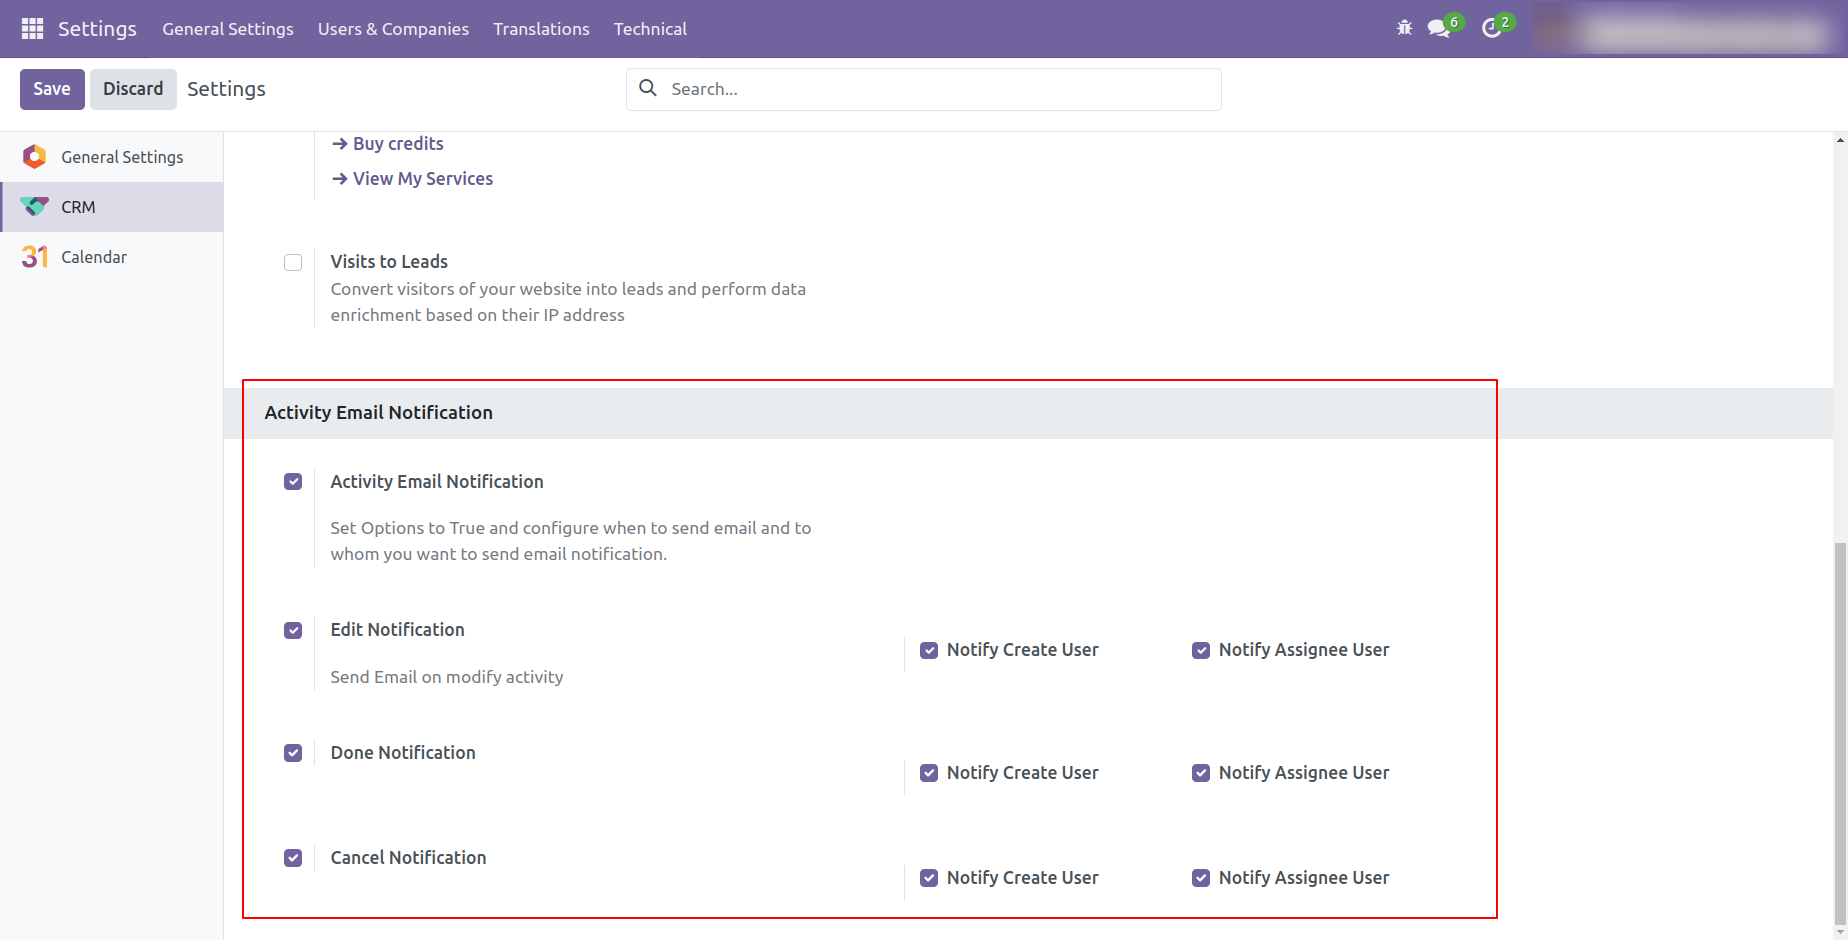 Settings General Settings Users & Companies Translations Technical 6 2
Save Discard Settings Search...
General Settings
CRM
31 Calendar
→ Buy credits
→ View My Services
Visits to Leads
Convert visitors of your website into leads and perform data
enrichment based on their IP address
Activity Email Notification
Activity Email Notification
Set Options to True and configure when to send email and to
whom you want to send email notification.
Edit Notification
Send Email on modify activity
Notify Create User Notify Assignee User
Done Notification
Notify Create User Notify Assignee User
Cancel Notification
Notify Create User Notify Assignee User